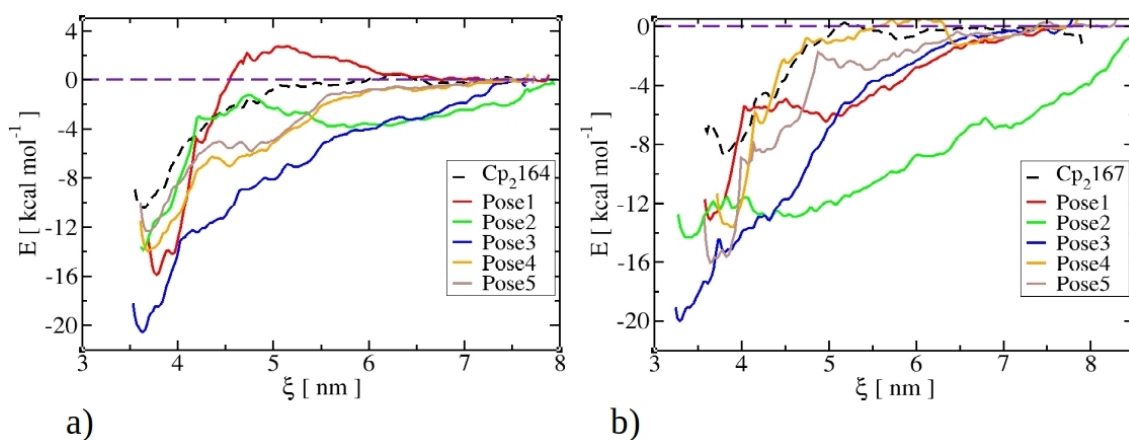 4
0
-4
-8
-12
-16
-20
E [ kcal mol⁻¹ ]
3 4 5 6 7 8
ξ [ nm ]
Cp₂164
Pose1
Pose2
Pose3
Pose4
Pose5
a)
0
-4
-8
-12
-16
-20
E [ kcal mol⁻¹ ]
3 4 5 6 7 8
ξ [ nm ]
Cp₂167
Pose1
Pose2
Pose3
Pose4
Pose5
b)